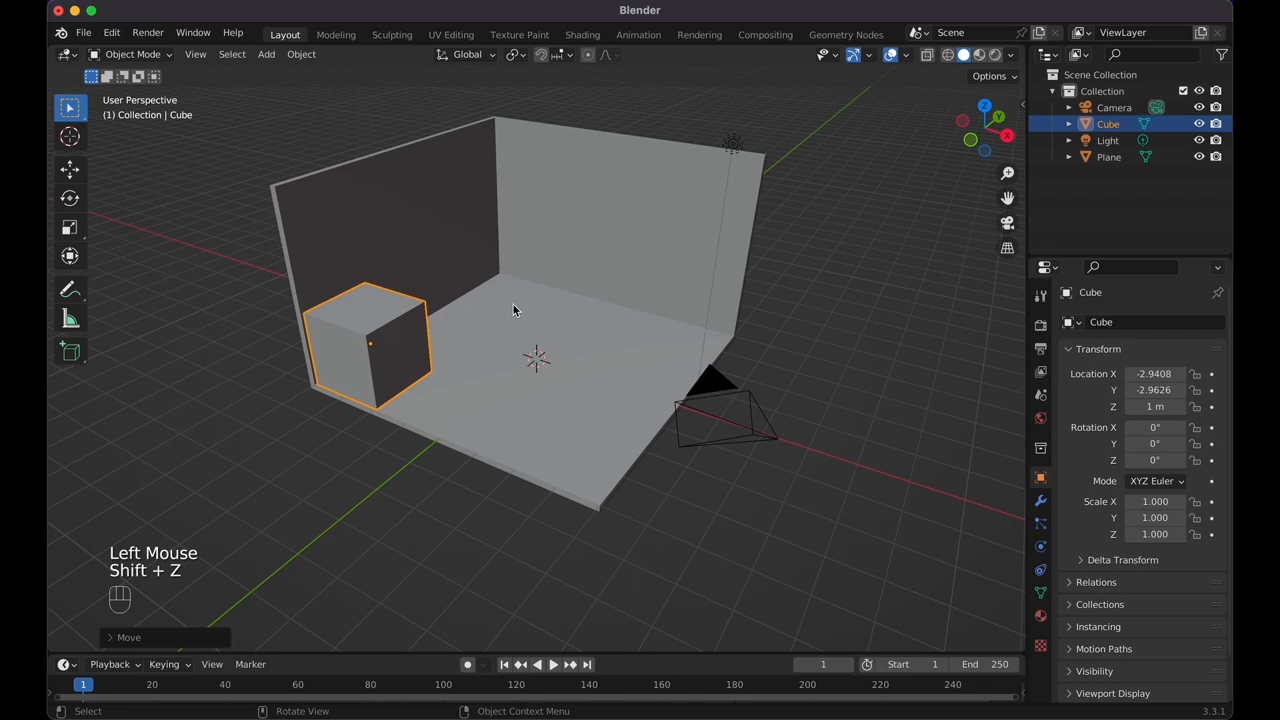 Blender
File Edit Render Window Help Layout Modeling Sculpting UV Editing Texture Paint Shading Animation Rendering Compositing Geometry Nodes Scene ViewLayer
Object Mode View Select Add Object Global
Options
User Perspective
(1) Collection | Cube
Z
Y
X
Scene Collection
Collection
Camera
Cube
Light
Plane
Cube
Cube
Transform
Location X -2.9408
Y -2.9626
Z 1 m
Rotation X 0°
Y 0°
Z 0°
Mode XYZ Euler
Scale X 1.000
Y 1.000
Z 1.000
Delta Transform
Relations
Collections
Instancing
Motion Paths
Visibility
Viewport Display
Left Mouse
Shift + Z
Move
Playback Keying View Marker 1 Start 1 End 250
1 20 40 60 80 100 120 140 160 180 200 220 240
Select Rotate View Object Context Menu 3.3.1